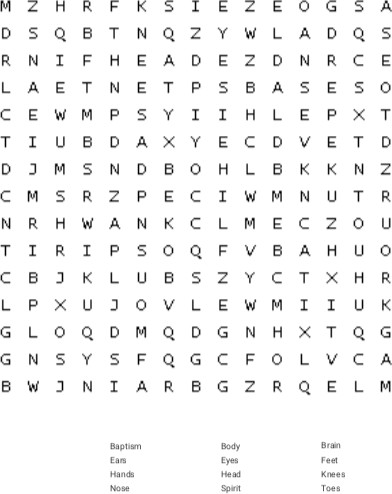 M Z H R F K S I E Z E O G S A
D S Q B T N Q Z Y W L A D Q S
R N I F H E A D E Z D N R C E
L A E T N E T P S B A S E S O
C E W M P S Y I I H L E P X T
T I U B D A X Y E C D V E T D
D J M S N D B O H L B K K N Z
C M S R Z P E C I W M N U T R
N R H W A N K C L M E C Z O U
T I R I P S O Q F V B A H U O
C B J K L U B S Z Y C T X H R
L P X U J O V L E W M I I U K
G L O Q D M Q D G N H X T Q G
G N S Y S F Q G C F O L V C A
B W J N I A R B G Z R Q E L M
Baptism Body Brain
Ears Eyes Feet
Hands Head Knees
Nose Spirit Toes